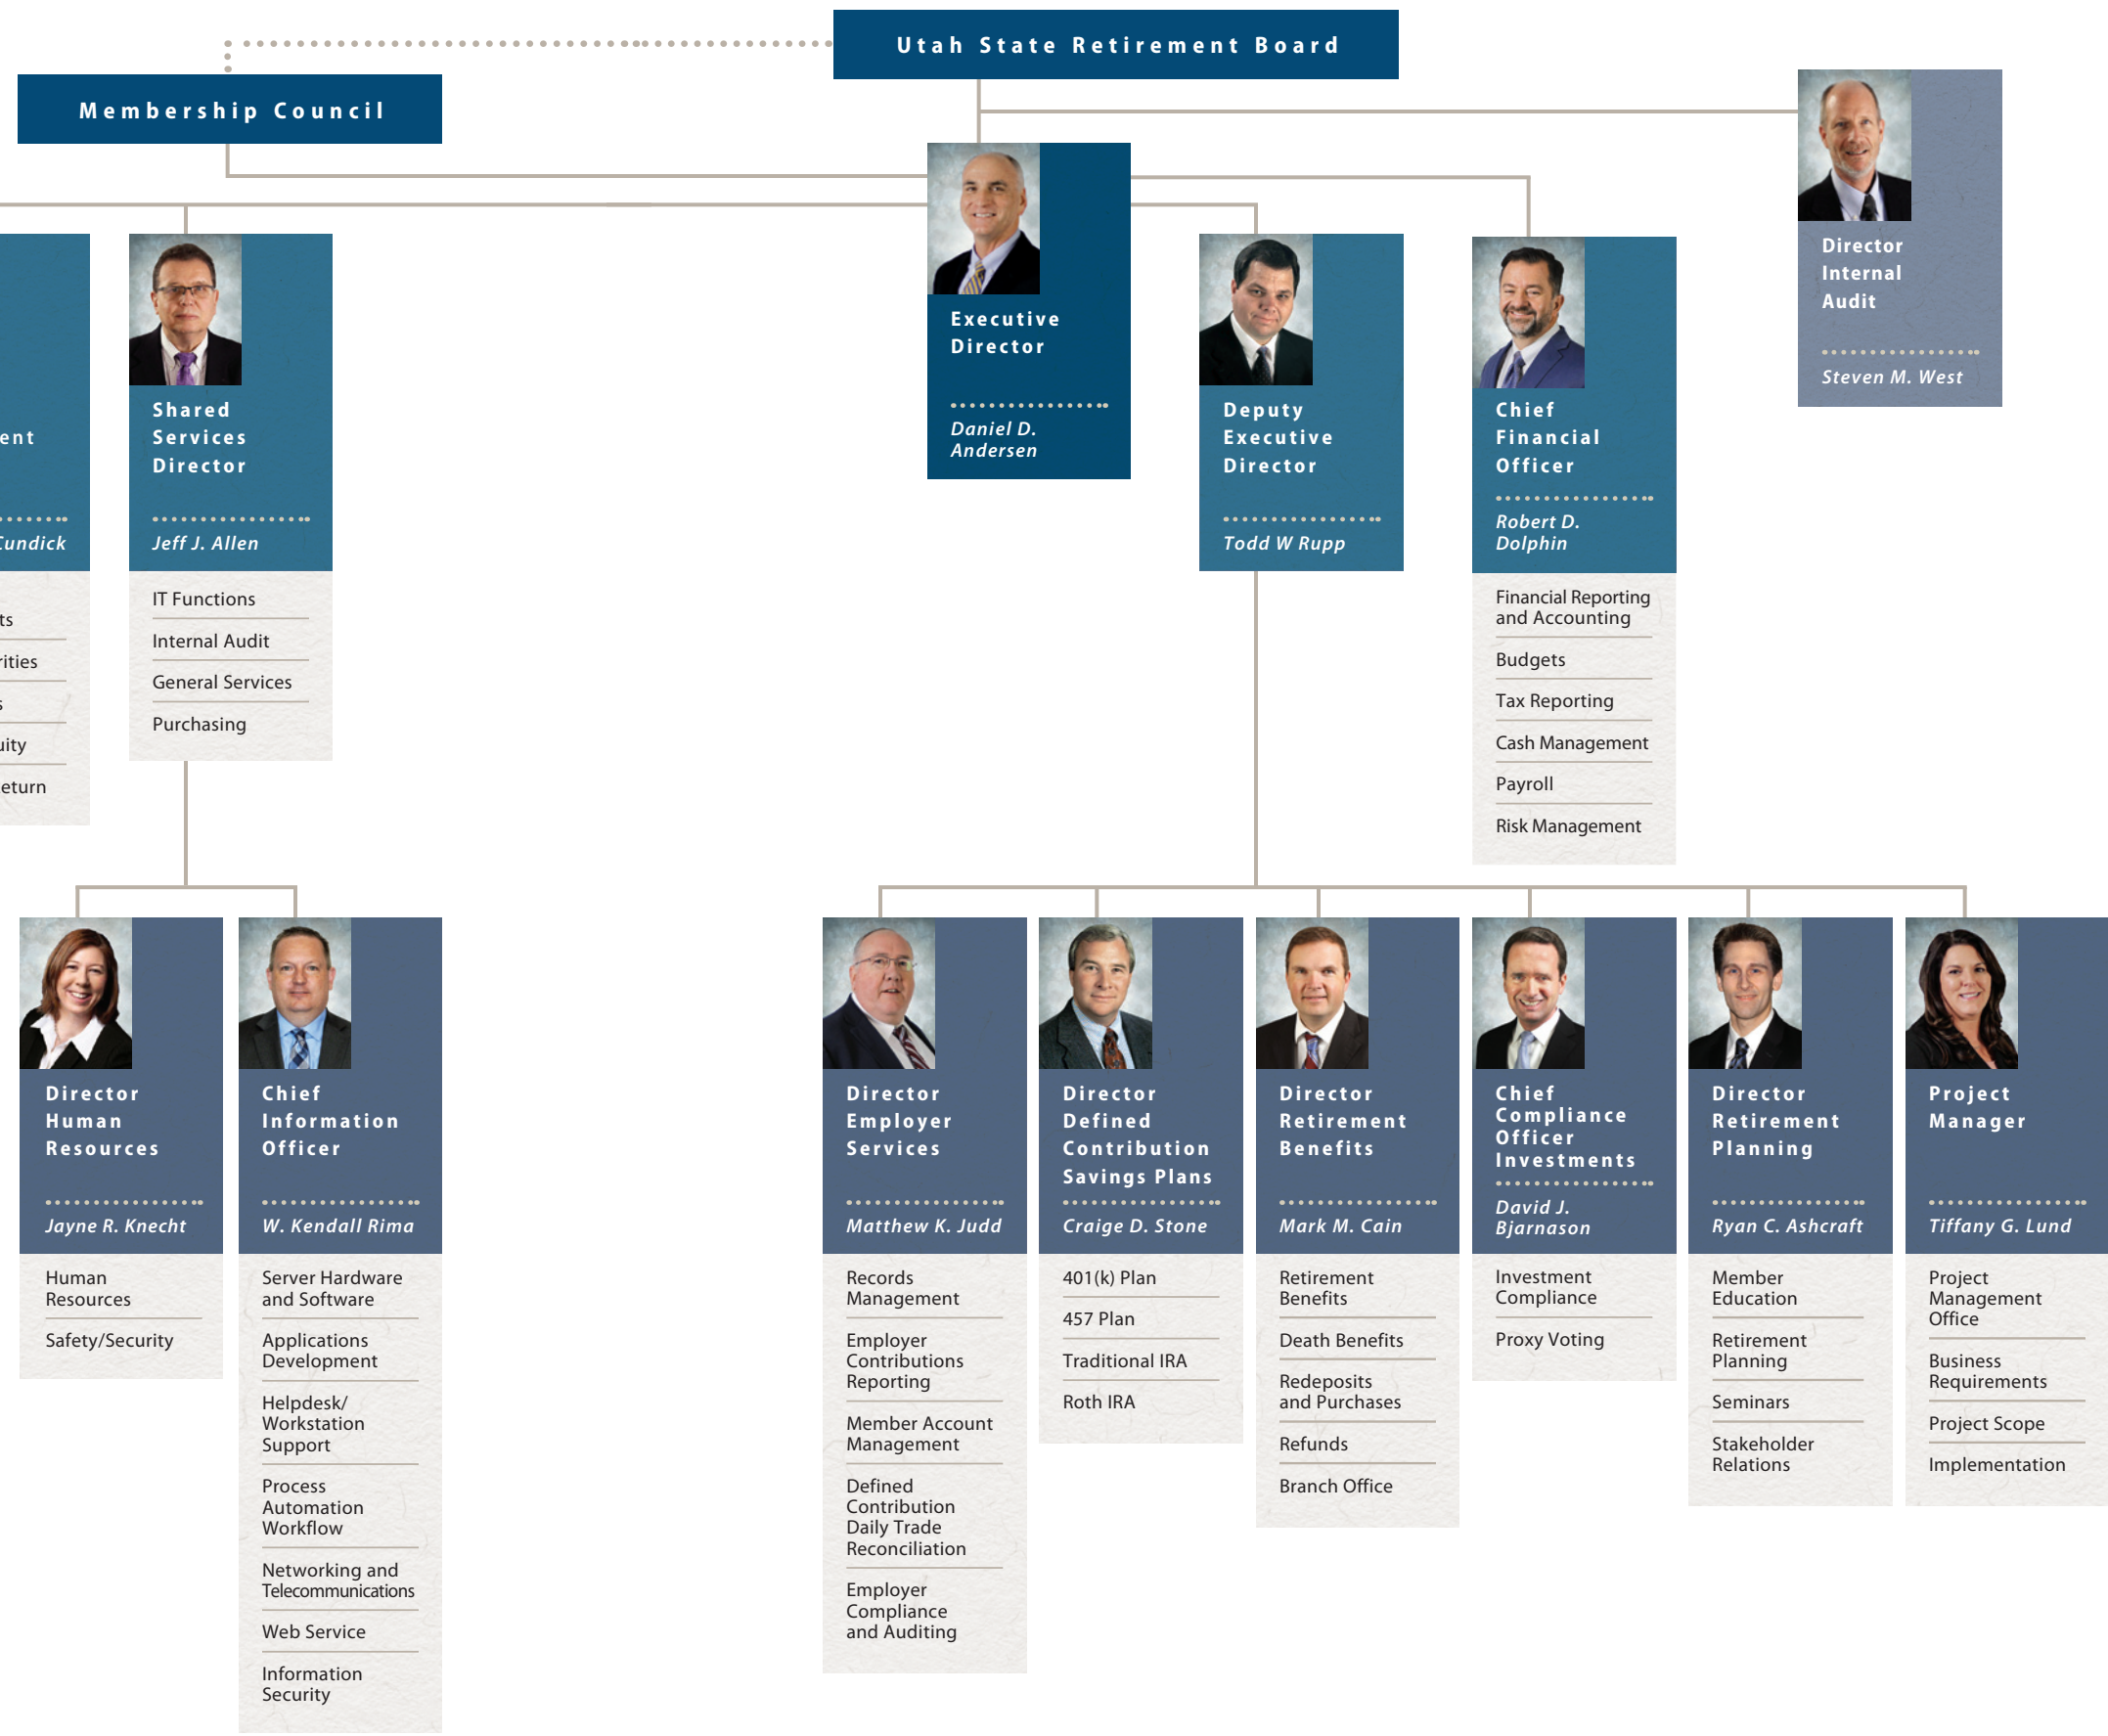 Utah State Retirement Board
Membership Council
Director
Internal
Audit
Steven M. West
Executive
Director
Daniel D.
Andersen
ent
Cundick
ts
rities
s
uity
eturn
Shared
Services
Director
Jeff J. Allen
IT Functions
Internal Audit
General Services
Purchasing
Deputy
Executive
Director
Todd W Rupp
Chief
Financial
Officer
Robert D.
Dolphin
Financial Reporting
and Accounting
Budgets
Tax Reporting
Cash Management
Payroll
Risk Management
Director
Human
Resources
Jayne R. Knecht
Human
Resources
Safety/Security
Chief
Information
Officer
W. Kendall Rima
Server Hardware
and Software
Applications
Development
Helpdesk/
Workstation
Support
Process
Automation
Workflow
Networking and
Telecommunications
Web Service
Information
Security
Director
Employer
Services
Matthew K. Judd
Records
Management
Employer
Contributions
Reporting
Member Account
Management
Defined
Contribution
Daily Trade
Reconciliation
Employer
Compliance
and Auditing
Director
Defined
Contribution
Savings Plans
Craige D. Stone
401(k) Plan
457 Plan
Traditional IRA
Roth IRA
Director
Retirement
Benefits
Mark M. Cain
Retirement
Benefits
Death Benefits
Redeposits
and Purchases
Refunds
Branch Office
Chief
Compliance
Officer
Investments
David J.
Bjarnason
Investment
Compliance
Proxy Voting
Director
Retirement
Planning
Ryan C. Ashcraft
Member
Education
Retirement
Planning
Seminars
Stakeholder
Relations
Project
Manager
Tiffany G. Lund
Project
Management
Office
Business
Requirements
Project Scope
Implementation